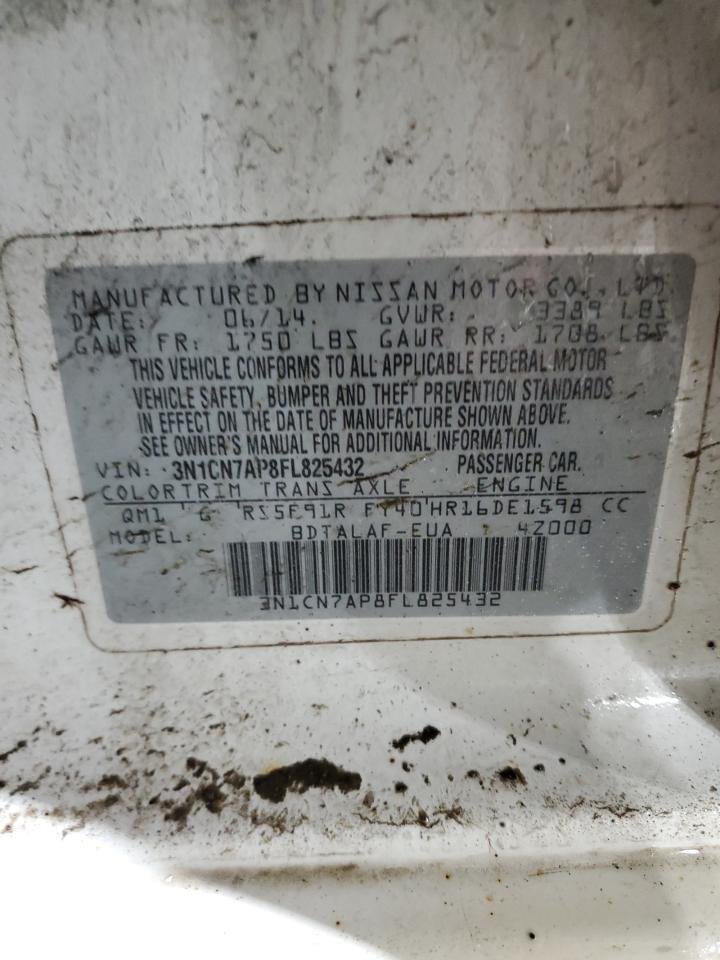 MANUFACTURED BY NISSAN MOTOR CO., LTD.
DATE: 06/14. GVWR: 3389 LBS
GAWR FR: 1750 LBS GAWR RR: 1708 LBS
THIS VEHICLE CONFORMS TO ALL APPLICABLE FEDERAL MOTOR
VEHICLE SAFETY, BUMPER AND THEFT PREVENTION STANDARDS
IN EFFECT ON THE DATE OF MANUFACTURE SHOWN ABOVE.
SEE OWNER'S MANUAL FOR ADDITIONAL INFORMATION.
VIN: 3N1CN7AP8FL825432 PASSENGER CAR.
COLOR TRIM TRANS AXLE ENGINE
QM1 G RS5F91R FY40 HR16DE1598 CC
MODEL: BDTALAF-EUA 4Z000
3N1CN7AP8FL825432